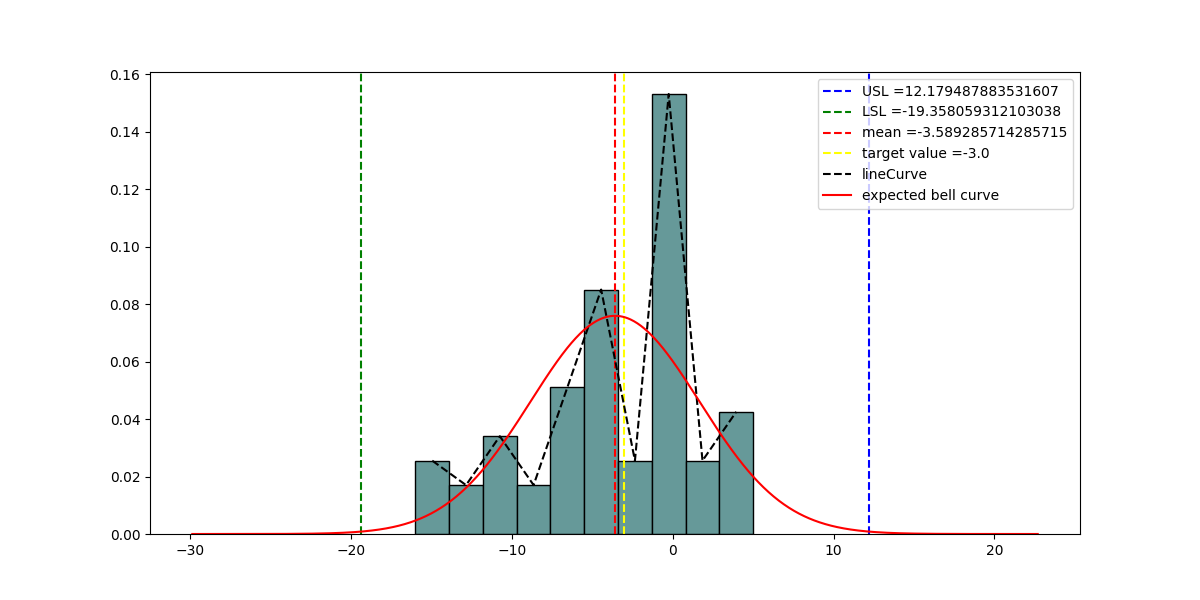 0.16
0.14
0.12
0.10
0.08
0.06
0.04
0.02
0.00
USL =12.179487883531607
LSL =-19.358059312103038
mean =-3.589285714285715
target value =-3.0
lineCurve
expected bell curve
−30 −20 −10 0 10 20